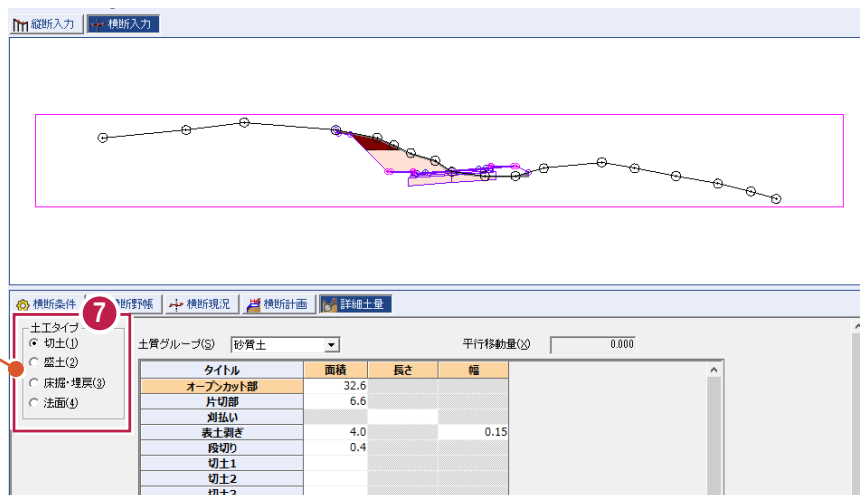 縦断入力 横断入力
横断条件 断野帳 横断現況 横断計画 詳細土量
7
土工タイプ
切土(1)
盛土(2)
床掘・埋戻(3)
法面(4)
土質グループ(S) 砂質土 平行移動量(X) 0.000
タイトル 面積 長さ 幅
オープンカット部 32.6
片切部 6.6
刈払い
表土剥ぎ 4.0 0.15
段切り 0.4
切土1
切土2
切土3